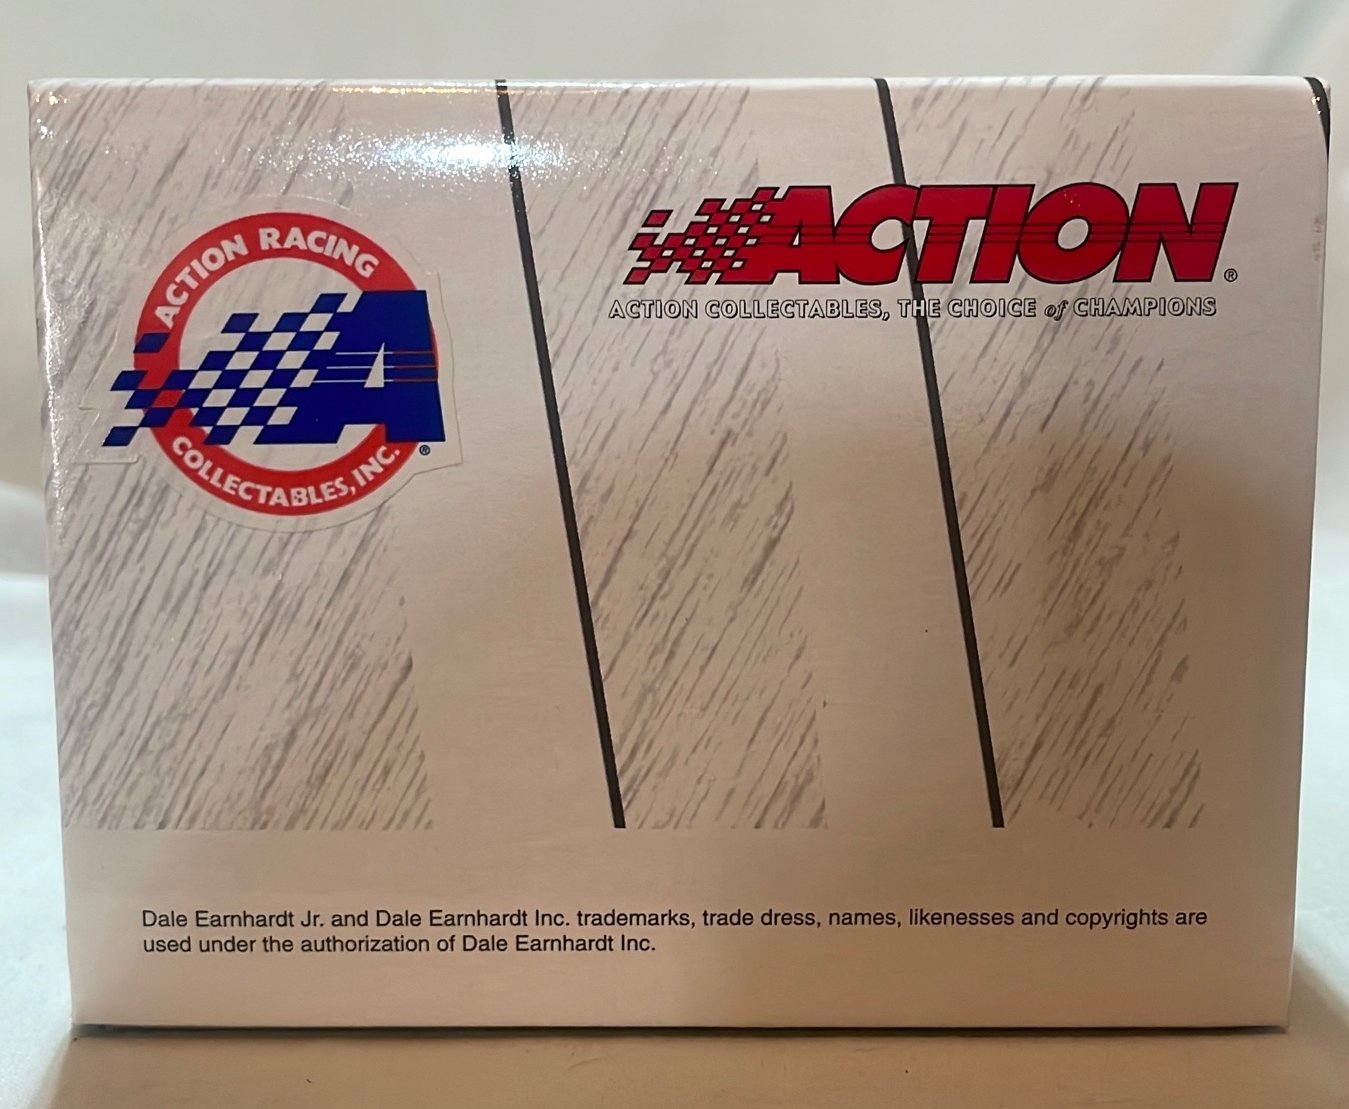 ACTION RACING
A®
COLLECTABLES, INC.
ACTION®
ACTION COLLECTABLES, THE CHOICE of CHAMPIONS
Dale Earnhardt Jr. and Dale Earnhardt Inc. trademarks, trade dress, names, likenesses and copyrights are
used under the authorization of Dale Earnhardt Inc.